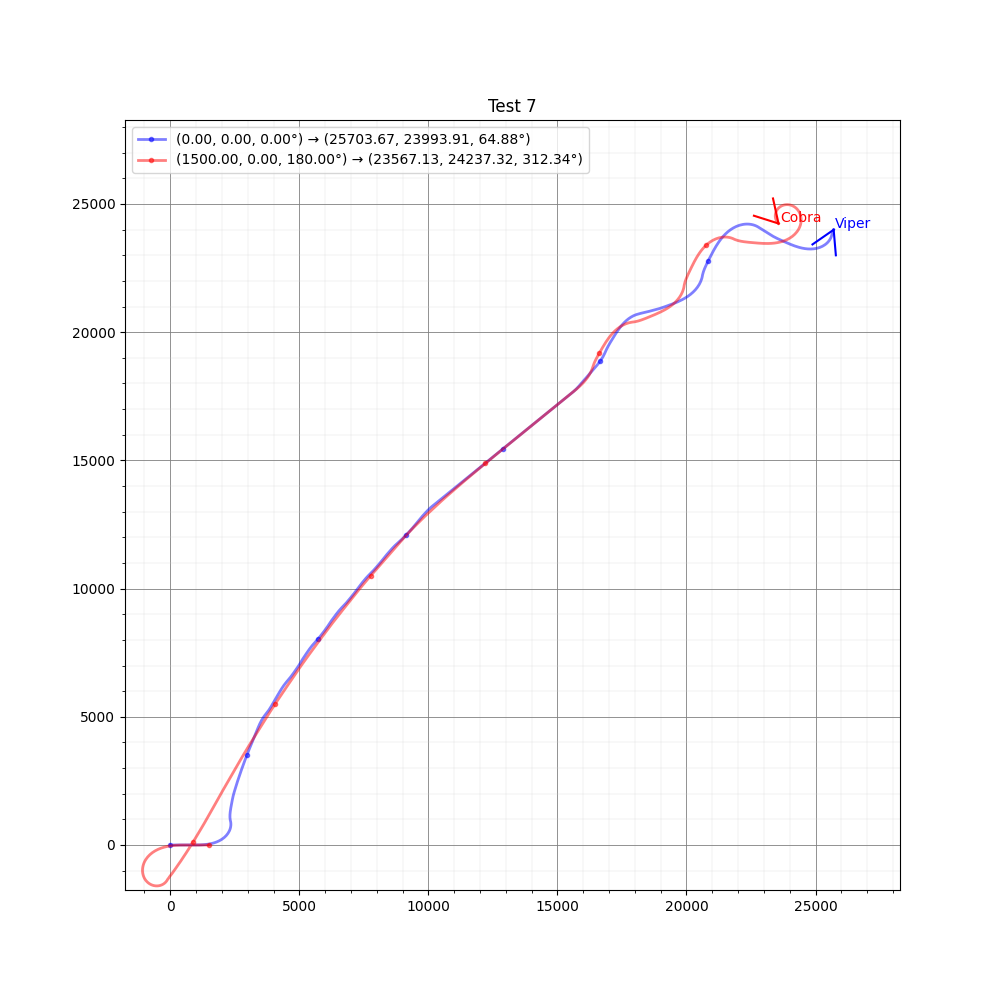 Test 7
(0.00, 0.00, 0.00°) → (25703.67, 23993.91, 64.88°)
(1500.00, 0.00, 180.00°) → (23567.13, 24237.32, 312.34°)
Cobra
Viper
25000
20000
15000
10000
5000
0
0 5000 10000 15000 20000 25000